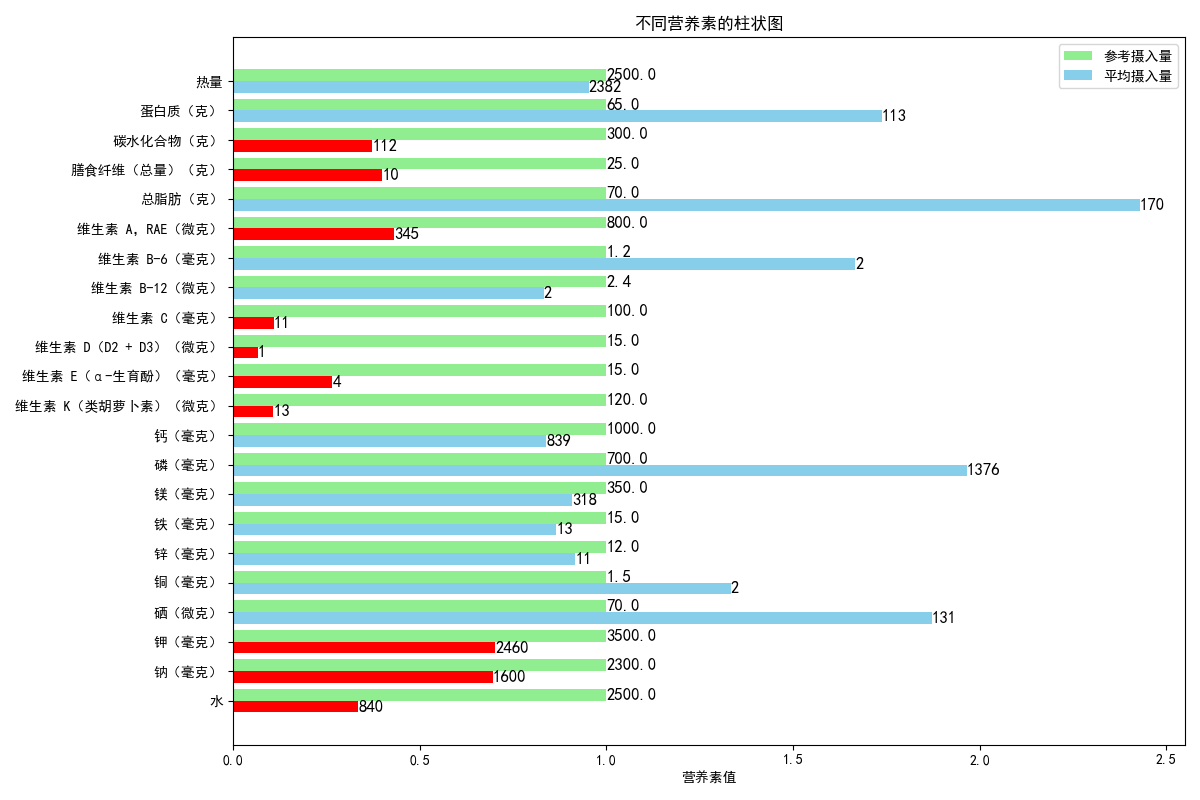 不同营养素的柱状图
参考摄入量
平均摄入量
热量 2500.0
2382
蛋白质（克） 65.0
113
碳水化合物（克） 300.0
112
膳食纤维（总量）（克） 25.0
10
总脂肪（克） 70.0
170
维生素 A，RAE（微克） 800.0
345
维生素 B-6（毫克） 1.2
2
维生素 B-12（微克） 2.4
2
维生素 C（毫克） 100.0
11
维生素 D（D2 + D3）（微克） 15.0
1
维生素 E（α-生育酚）（毫克） 15.0
4
维生素 K（类胡萝卜素）（微克） 120.0
13
钙（毫克） 1000.0
839
磷（毫克） 700.0
1376
镁（毫克） 350.0
318
铁（毫克） 15.0
13
锌（毫克） 12.0
11
铜（毫克） 1.5
2
硒（微克） 70.0
131
钾（毫克） 3500.0
2460
钠（毫克） 2300.0
1600
水 2500.0
840
0.0 0.5 1.0 1.5 2.0 2.5
营养素值